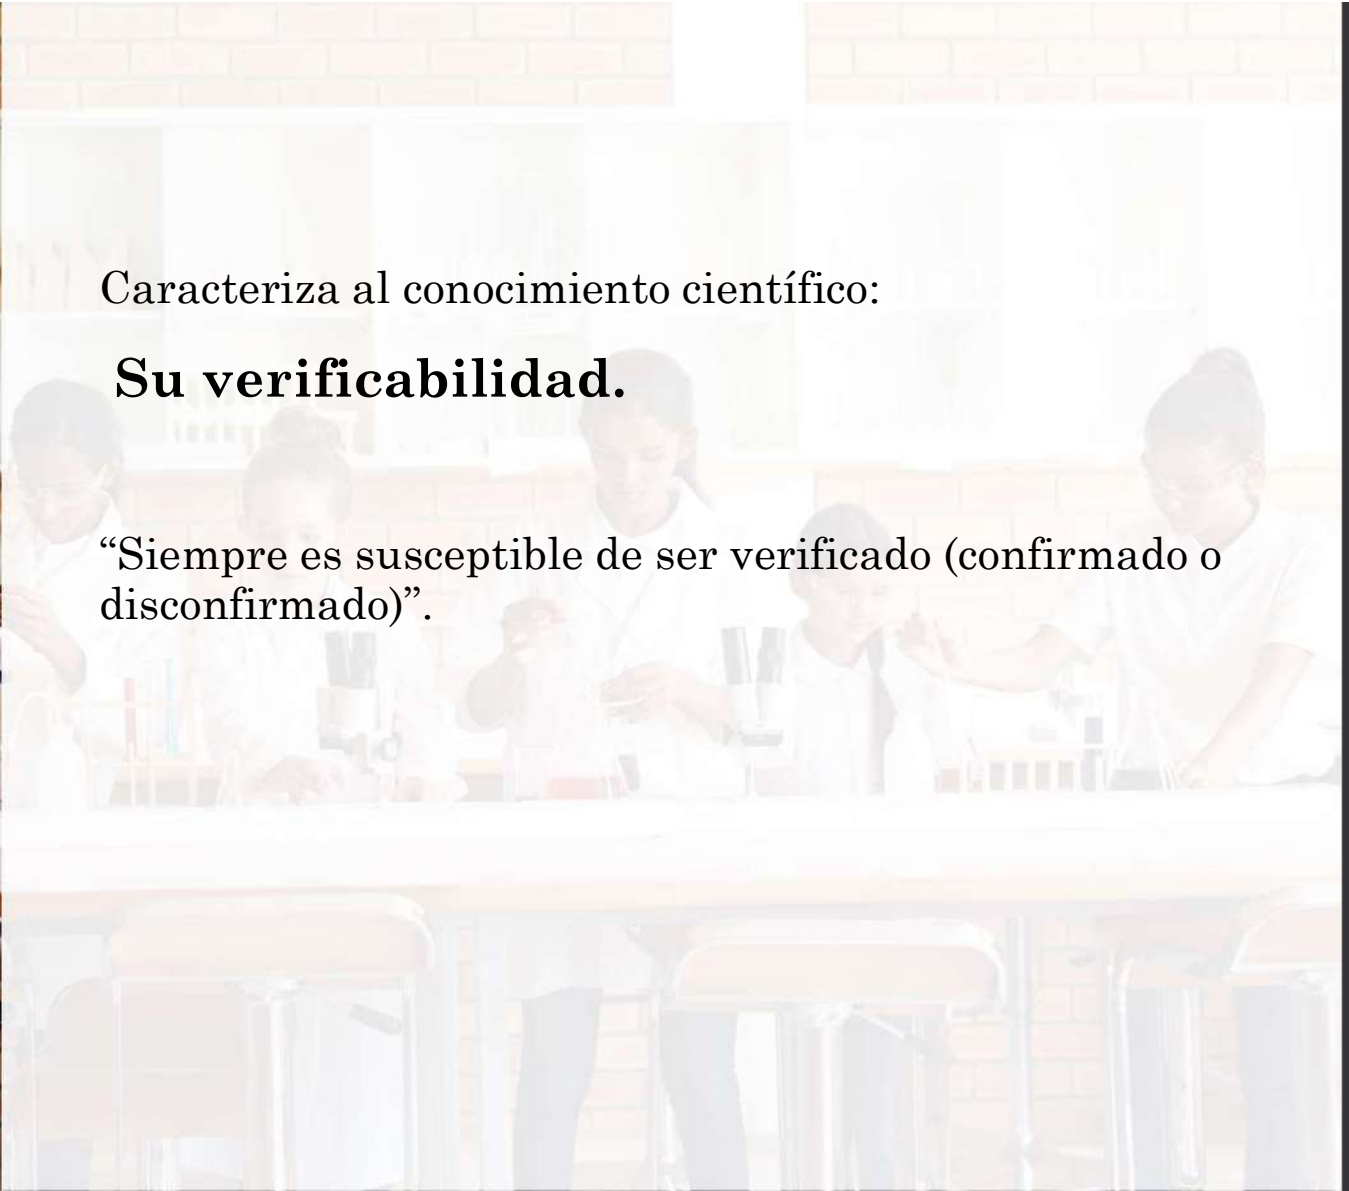 Caracteriza al conocimiento científico:
Su verificabilidad.
“Siempre es susceptible de ser verificado (confirmado o
disconfirmado)”.